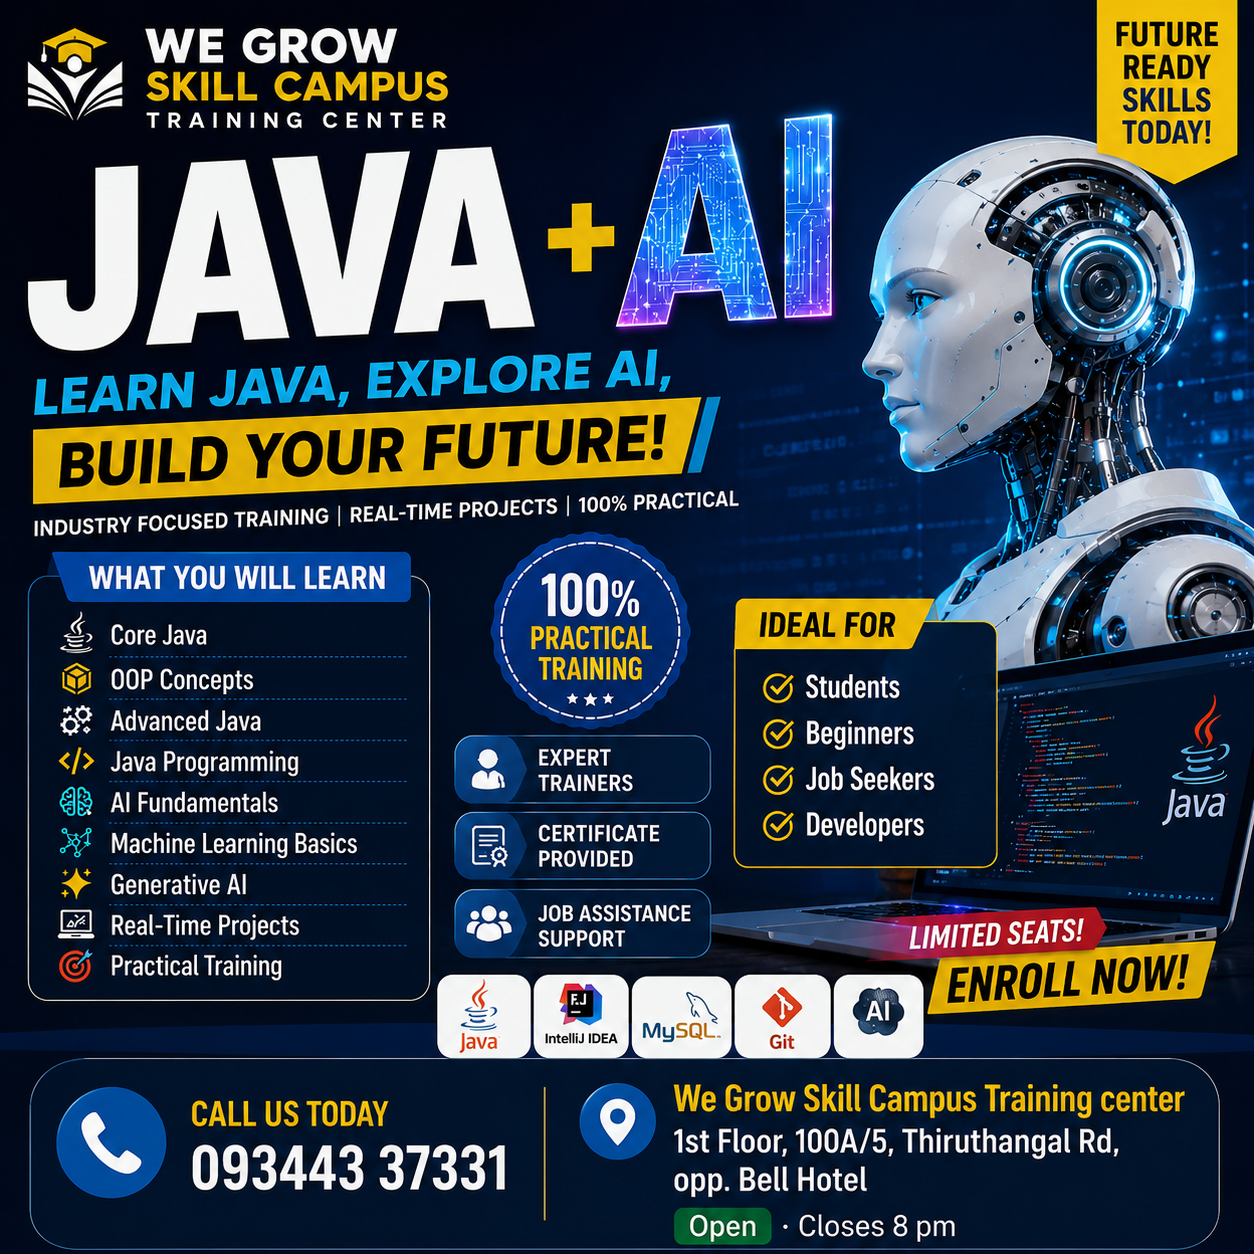 WE GROW
SKILL CAMPUS
TRAINING CENTER
FUTURE
READY
SKILLS
TODAY!
JAVA + AI
LEARN JAVA, EXPLORE AI,
BUILD YOUR FUTURE!
INDUSTRY FOCUSED TRAINING | REAL-TIME PROJECTS | 100% PRACTICAL
WHAT YOU WILL LEARN
Core Java
OOP Concepts
Advanced Java
Java Programming
AI Fundamentals
Machine Learning Basics
Generative AI
Real-Time Projects
Practical Training
100%
PRACTICAL
TRAINING
EXPERT
TRAINERS
CERTIFICATE
PROVIDED
JOB ASSISTANCE
SUPPORT
IDEAL FOR
Students
Beginners
Job Seekers
Developers
Java
LIMITED SEATS!
ENROLL NOW!
Java
IntelliJ IDEA
MySQL
Git
AI
CALL US TODAY
093443 37331
We Grow Skill Campus Training center
1st Floor, 100A/5, Thiruthangal Rd,
opp. Bell Hotel
Open · Closes 8 pm